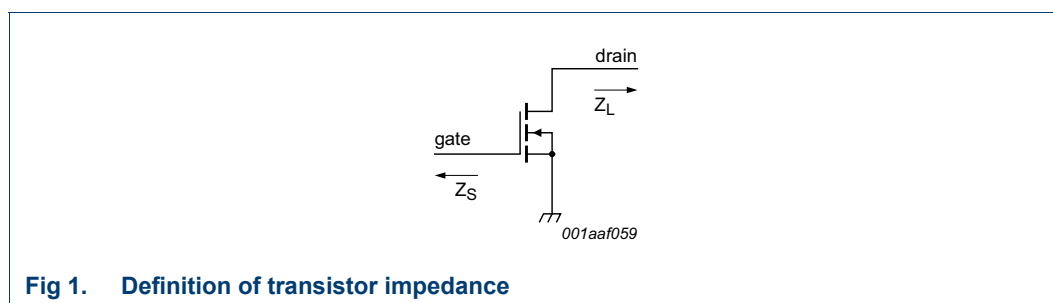 drain
Z_L
gate
Z_S
001aaf059
Fig 1. Definition of transistor impedance